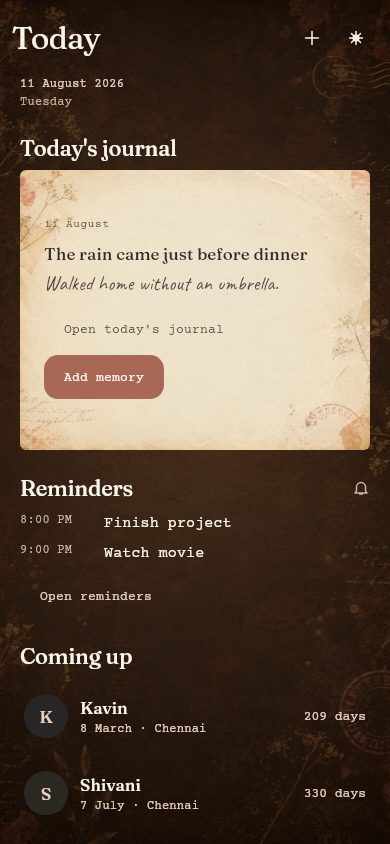 Today
11 August 2026
Tuesday
Today's journal
11 August
The rain came just before dinner
Walked home without an umbrella.
Open today's journal
Add memory
Reminders
8:00 PM Finish project
9:00 PM Watch movie
Open reminders
Coming up
K
Kavin
8 March · Chennai
209 days
S
Shivani
7 July · Chennai
330 days